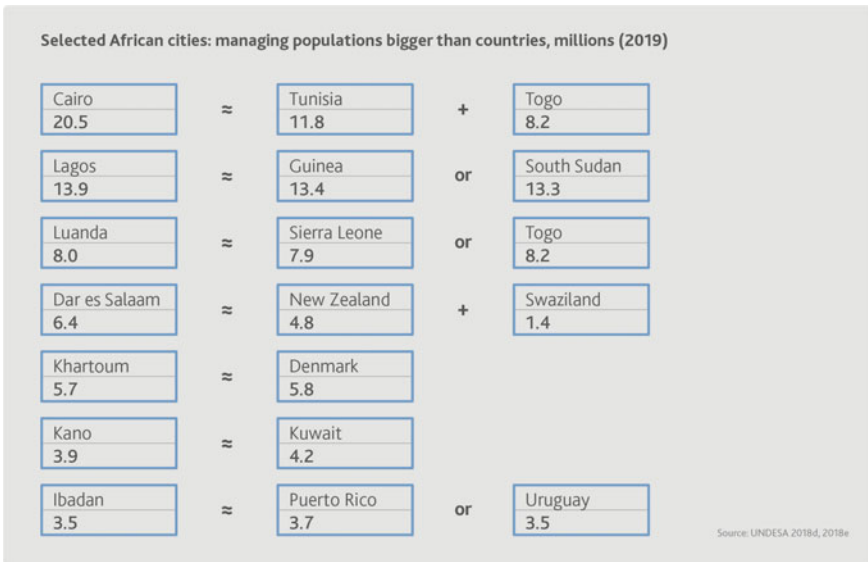 Selected African cities: managing populations bigger than countries, millions (2019)
Cairo ≈ Tunisia + Togo
20.5 11.8 8.2
Lagos ≈ Guinea or South Sudan
13.9 13.4 13.3
Luanda ≈ Sierra Leone or Togo
8.0 7.9 8.2
Dar es Salaam ≈ New Zealand + Swaziland
6.4 4.8 1.4
Khartoum ≈ Denmark
5.7 5.8
Kano ≈ Kuwait
3.9 4.2
Ibadan ≈ Puerto Rico or Uruguay
3.5 3.7 3.5
Source: UNDESA 2018d, 2018e